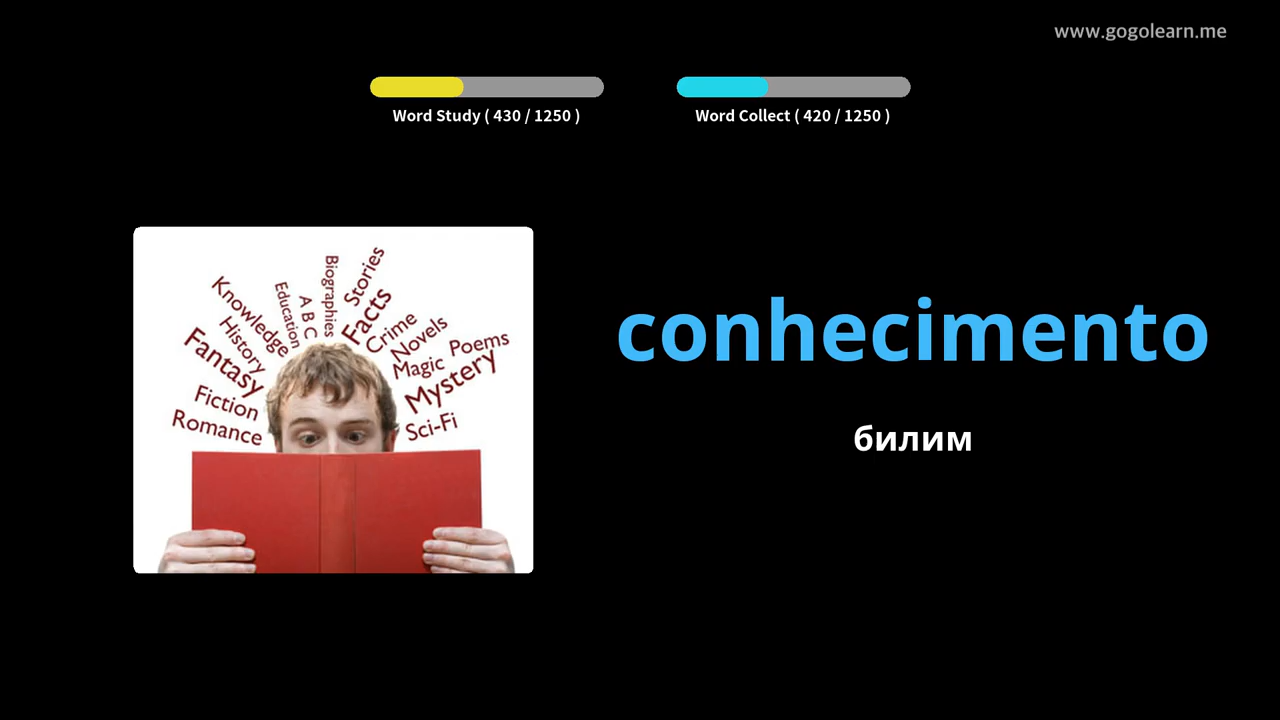 www.gogolearn.me
Word Study ( 430 / 1250 )
Word Collect ( 420 / 1250 )
Knowledge
Education
A B C
Biographies
Stories
Facts
Crime
Novels
Poems
Magic
Mystery
Sci-Fi
History
Fantasy
Fiction
Romance
conhecimento
билим